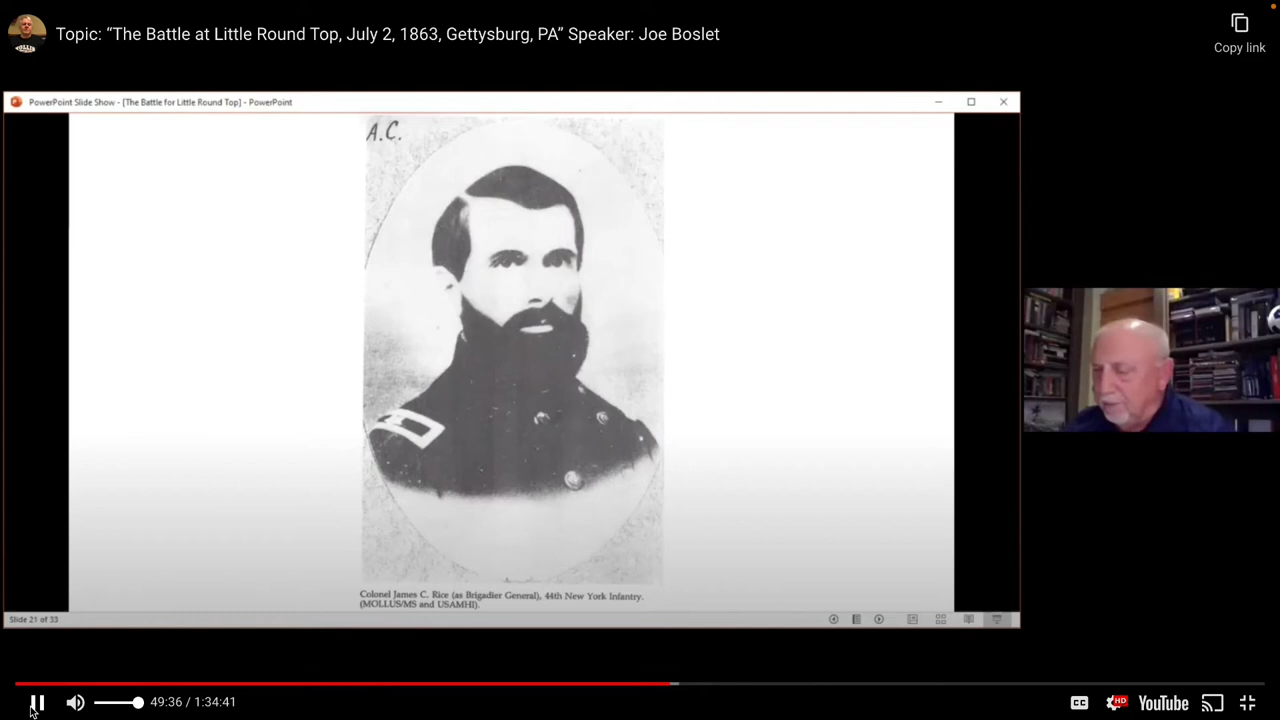 Topic: “The Battle at Little Round Top, July 2, 1863, Gettysburg, PA” Speaker: Joe Boslet
Copy link
PowerPoint Slide Show - [The Battle for Little Round Top] - PowerPoint
A.C.
Colonel James C. Rice (as Brigadier General), 44th New York Infantry.
(MOLLUS/MS and USAMHI).
Slide 21 of 33
49:36 / 1:34:41
CC
HD
YouTube